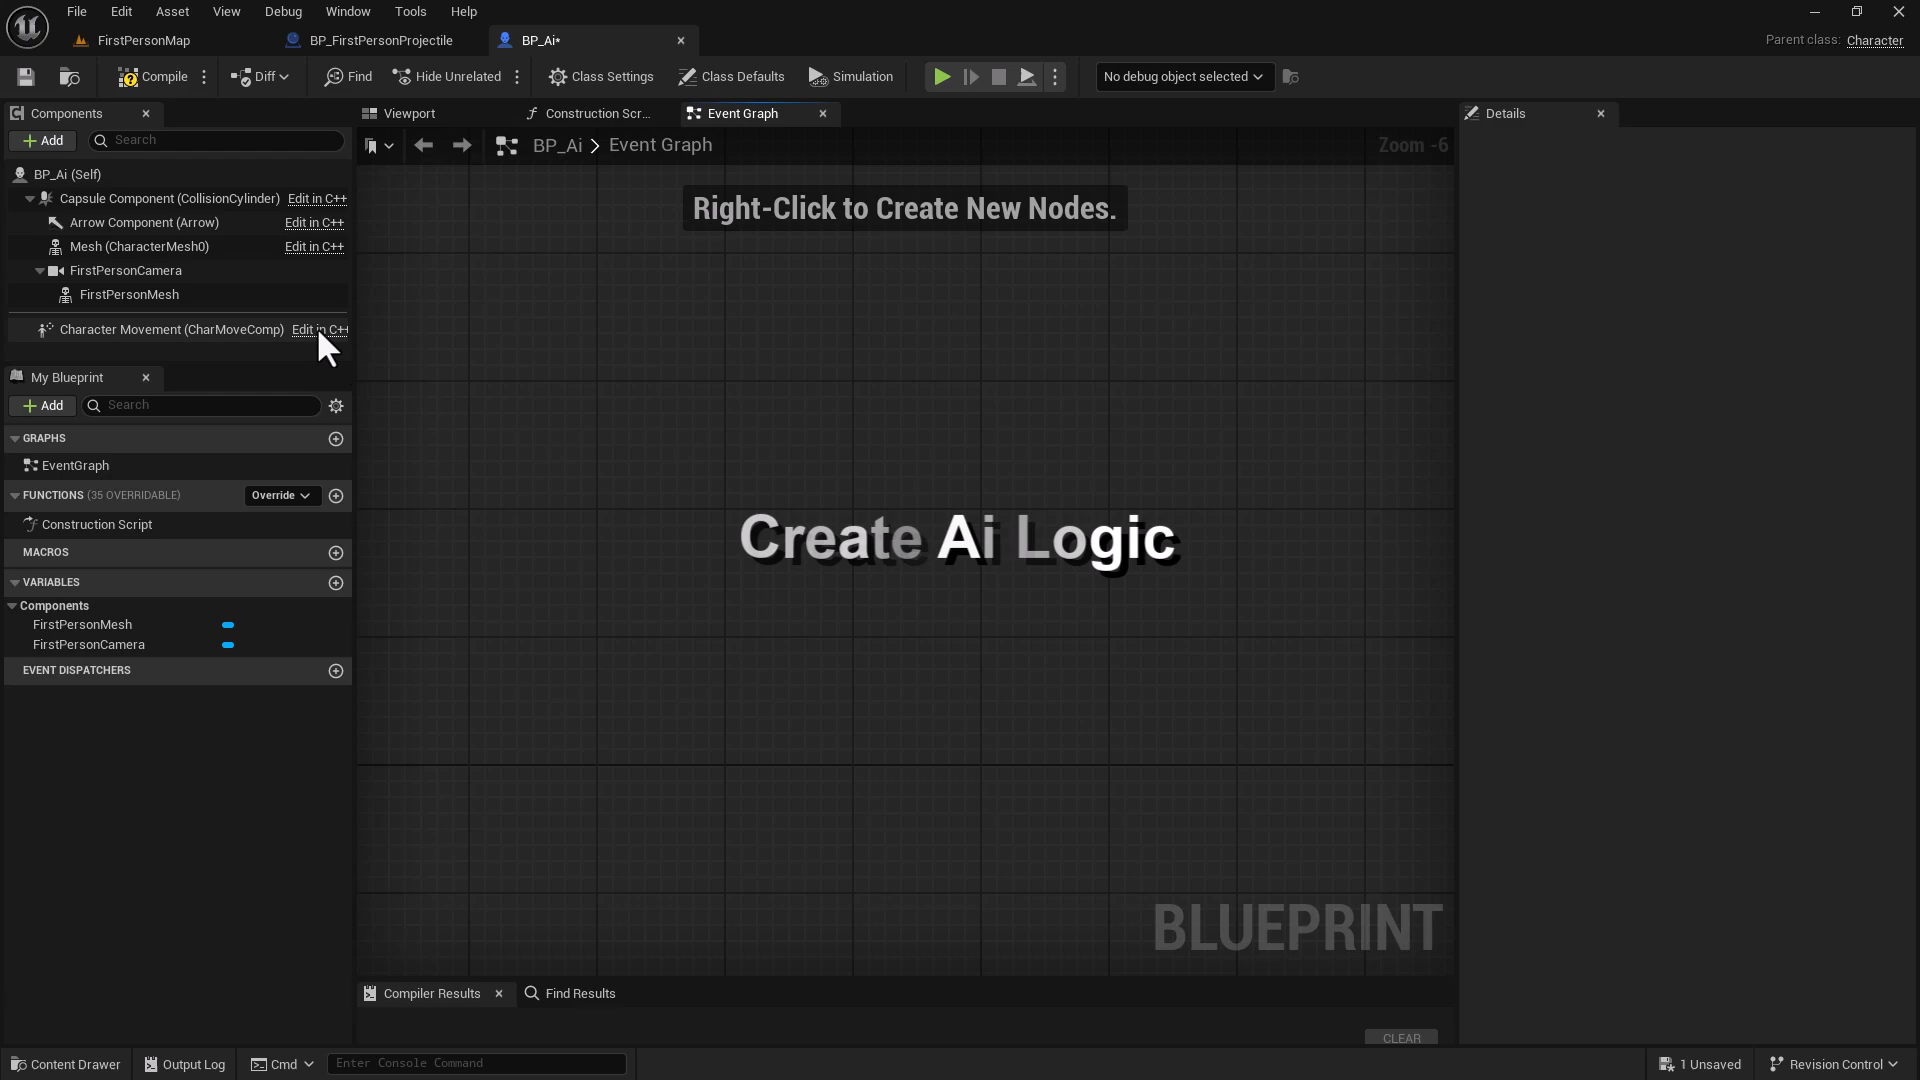 File Edit Asset View Debug Window Tools Help
FirstPersonMap BP_FirstPersonProjectile BP_Ai• Parent class: Character
Compile Diff Find Hide Unrelated Class Settings Class Defaults Simulation No debug object selected
Components Viewport Construction Scr... Event Graph Details
Add Search
BP_Ai > Event Graph Zoom -6
BP_Ai (Self)
Capsule Component (CollisionCylinder) Edit in C++
Arrow Component (Arrow) Edit in C++
Mesh (CharacterMesh0) Edit in C++
FirstPersonCamera
FirstPersonMesh
Character Movement (CharMoveComp) Edit in C++
Right-Click to Create New Nodes.
My Blueprint
Add Search
GRAPHS
EventGraph
FUNCTIONS (35 OVERRIDABLE) Override
Construction Script
MACROS
VARIABLES
Components
FirstPersonMesh
FirstPersonCamera
EVENT DISPATCHERS
Create Ai Logic
BLUEPRINT
Compiler Results Find Results
CLEAR
Content Drawer Output Log Cmd Enter Console Command 1 Unsaved Revision Control